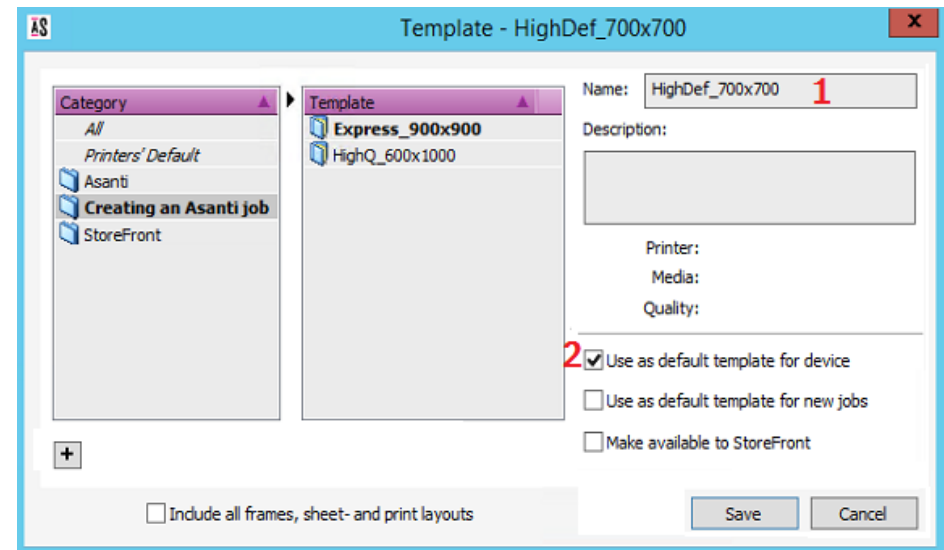 AS
Template - HighDef_700x700
x
Category
All
Printers' Default
Asanti
Creating an Asanti job
StoreFront
+
Template
Express_900x900
HighQ_600x1000
Name: HighDef_700x700 1
Description:
Printer:
Media:
Quality:
2 Use as default template for device
Use as default template for new jobs
Make available to StoreFront
Include all frames, sheet- and print layouts
Save Cancel